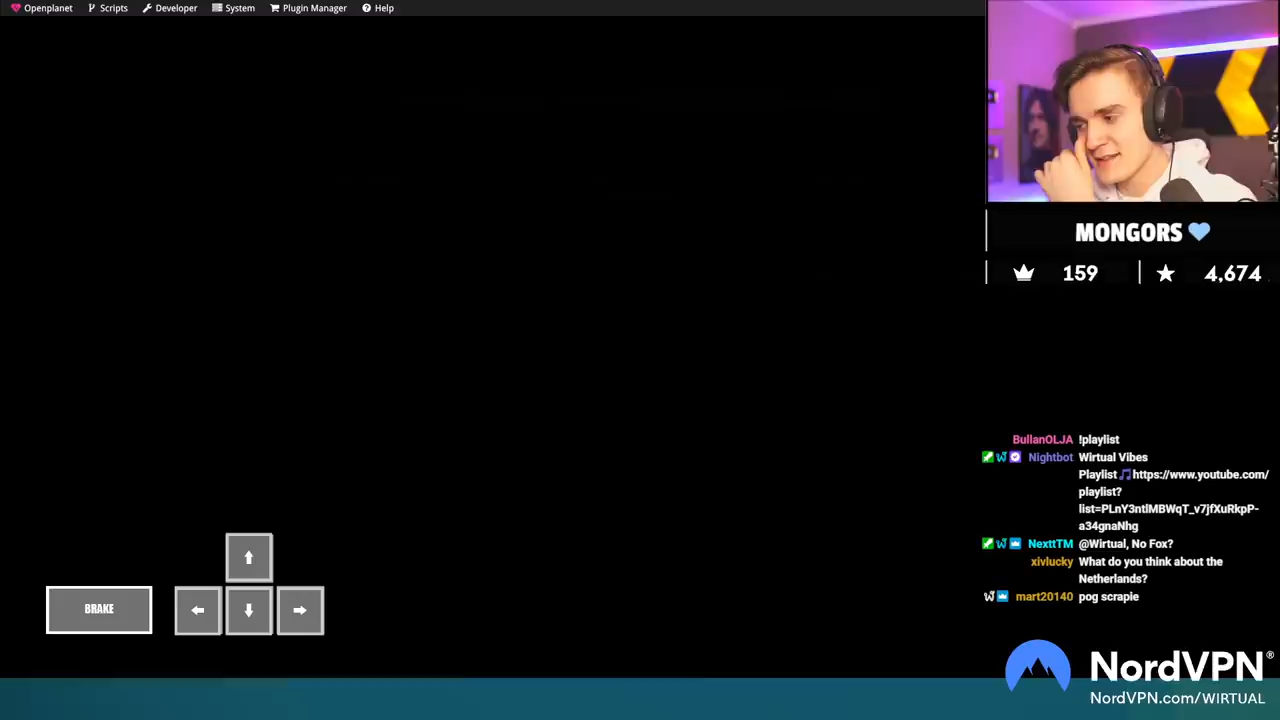 Openplanet Scripts Developer System Plugin Manager Help
MONGORS
159 4,674
BullanOLJA !playlist
Nightbot Wirtual Vibes
Playlist https://www.youtube.com/
playlist?
list=PLnY3ntlMBWqT_v7jfXuRkpP-
a34gnaNhg
NexttTM @Wirtual, No Fox?
xivlucky What do you think about the
Netherlands?
mart20140 pog scrapie
BRAKE
NordVPN®
NordVPN.com/WIRTUAL